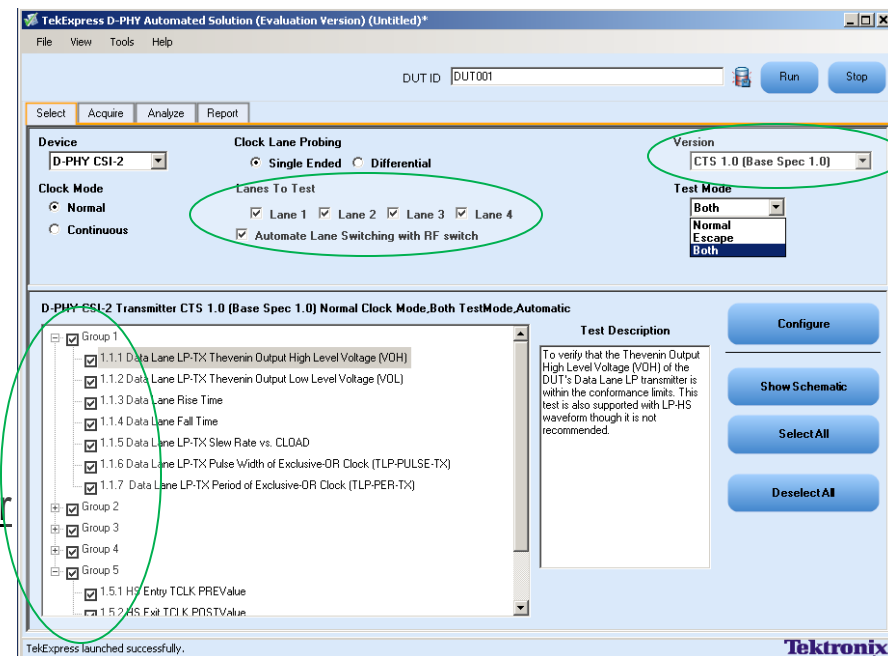 TekExpress D-PHY Automated Solution (Evaluation Version) (Untitled)*
File View Tools Help
DUT ID DUT001 Run Stop
Select Acquire Analyze Report
Device Clock Lane Probing Version
D-PHY CSI-2 Single Ended Differential CTS 1.0 (Base Spec 1.0)
Clock Mode Lanes To Test Test Mode
Normal Lane 1 Lane 2 Lane 3 Lane 4 Both
Continuous Automate Lane Switching with RF switch Normal
Escape
Both
D-PHY CSI-2 Transmitter CTS 1.0 (Base Spec 1.0) Normal Clock Mode,Both TestMode,Automatic
Group 1
1.1.1 Data Lane LP-TX Thevenin Output High Level Voltage (VOH)
1.1.2 Data Lane LP-TX Thevenin Output Low Level Voltage (VOL)
1.1.3 Data Lane Rise Time
1.1.4 Data Lane Fall Time
1.1.5 Data Lane LP-TX Slew Rate vs. CLOAD
1.1.6 Data Lane LP-TX Pulse Width of Exclusive-OR Clock (TLP-PULSE-TX)
1.1.7 Data Lane LP-TX Period of Exclusive-OR Clock (TLP-PER-TX)
r
Group 2
Group 3
Group 4
Group 5
1.5.1 HS Entry TCLK PREValue
1.5.2 HS Exit TCLK POSTValue
Test Description
To verify that the Thevenin Output
High Level Voltage (VOH) of the
DUT's Data Lane LP transmitter is
within the conformance limits. This
test is also supported with LP-HS
waveform though it is not
recommended.
Configure
Show Schematic
Select All
Deselect All
TekExpress launched successfully.
Tektronix